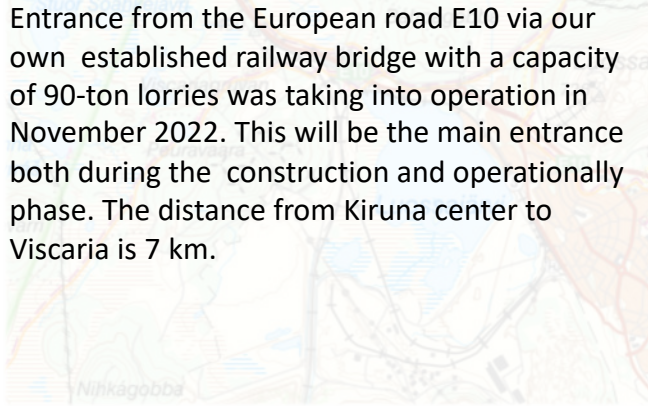 Entrance from the European road E10 via our
own  established railway bridge with a capacity
of 90-ton lorries was taking into operation in
November 2022. This will be the main entrance
both during the  construction and operationally
phase. The distance from Kiruna center to
Viscaria is 7 km.
Nihkágobba